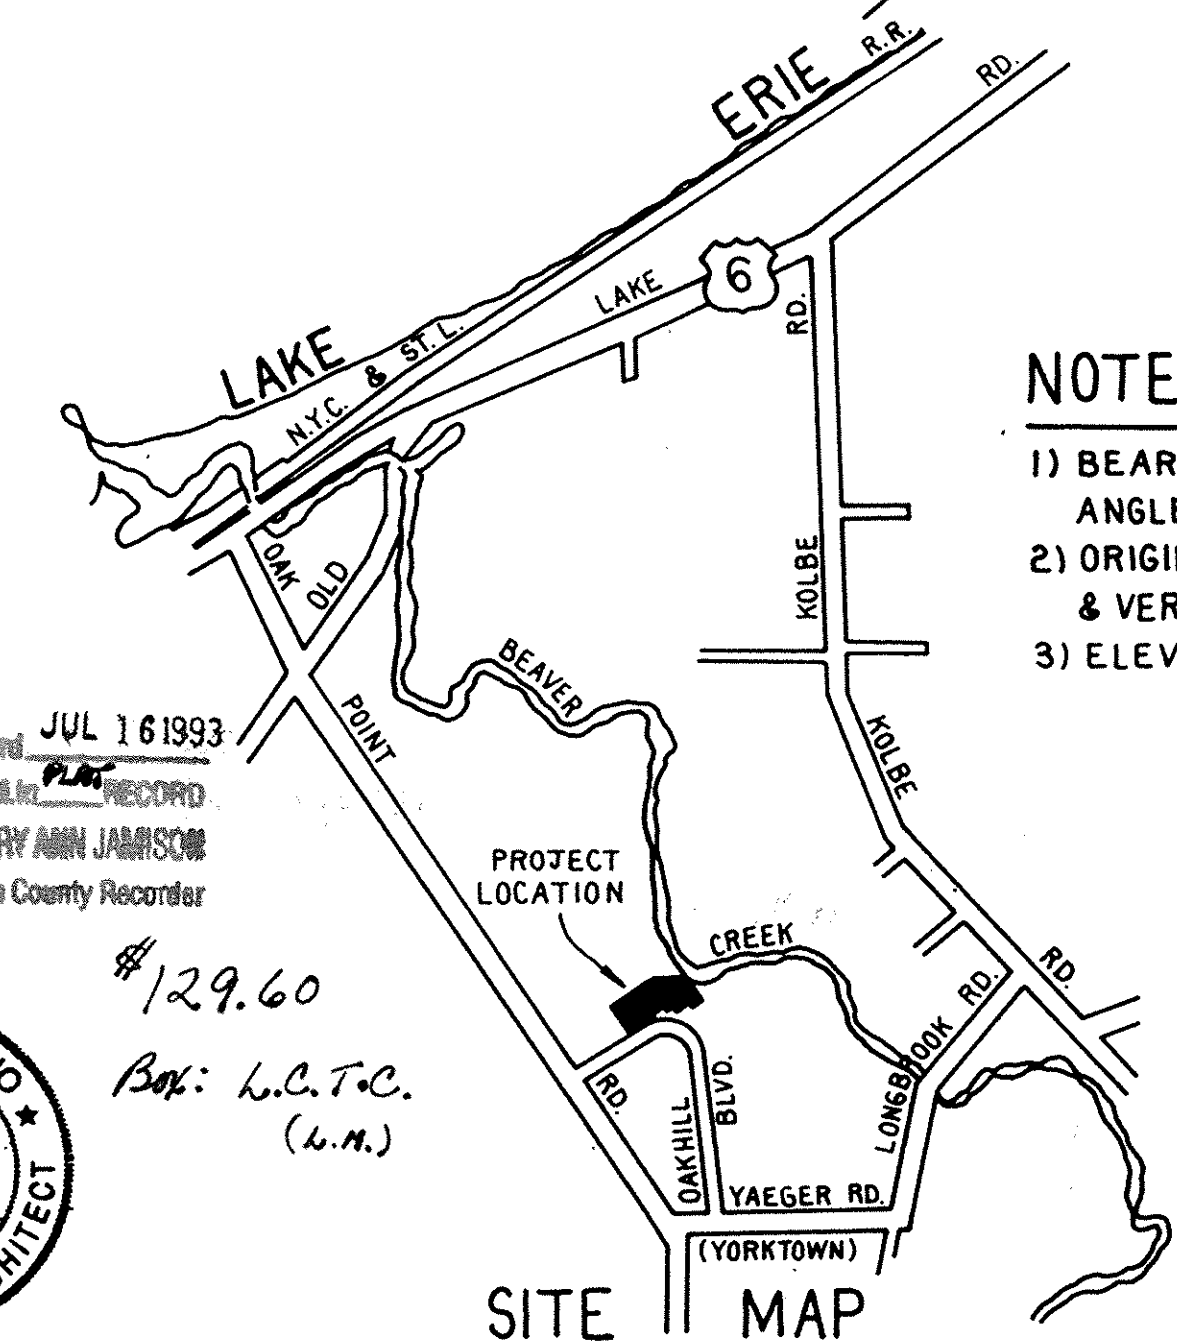 LAKE ERIE
N.Y.C. & ST. L. R.R.
LAKE RD.
6
KOLBE RD.
OAK POINT RD.
OLD
BEAVER CREEK
KOLBE RD.
PROJECT
LOCATION
LONGBROOK RD.
OAKHILL BLVD.
YAEGER RD.
(YORKTOWN)
SITE MAP
NOTE
1) BEAR
ANGLE
2) ORIGI
& VER
3) ELEV
JUL 16 1993
PLAT RECORD
ANN JAMISON
County Recorder
$129.60
Box: L.C.T.C.
(L.M.)